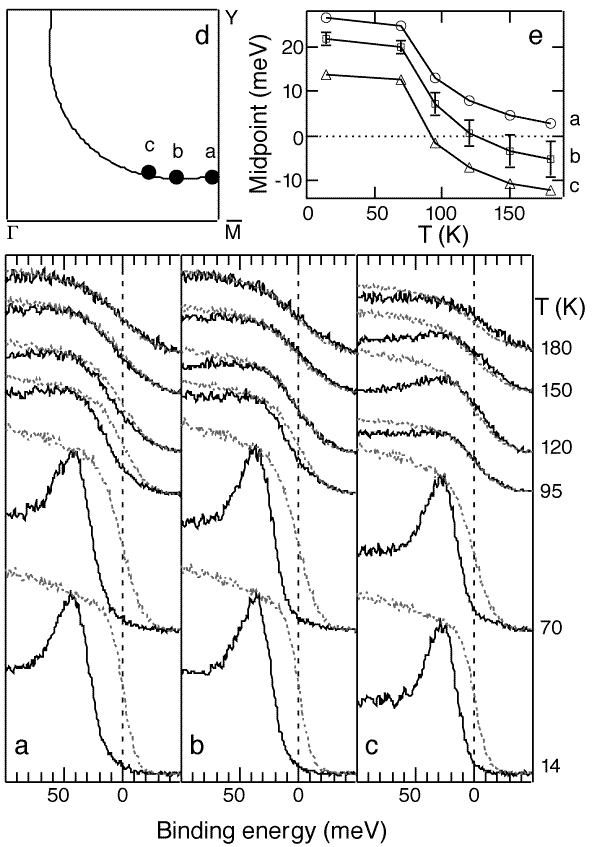 Y
d
c b a
Γ
M
e
Midpoint (meV)
20
10
0
-10
a
b
c
0 50 100 150
T (K)
T (K)
180
150
120
95
70
14
a
b
c
50 0
50 0
50 0
Binding energy (meV)